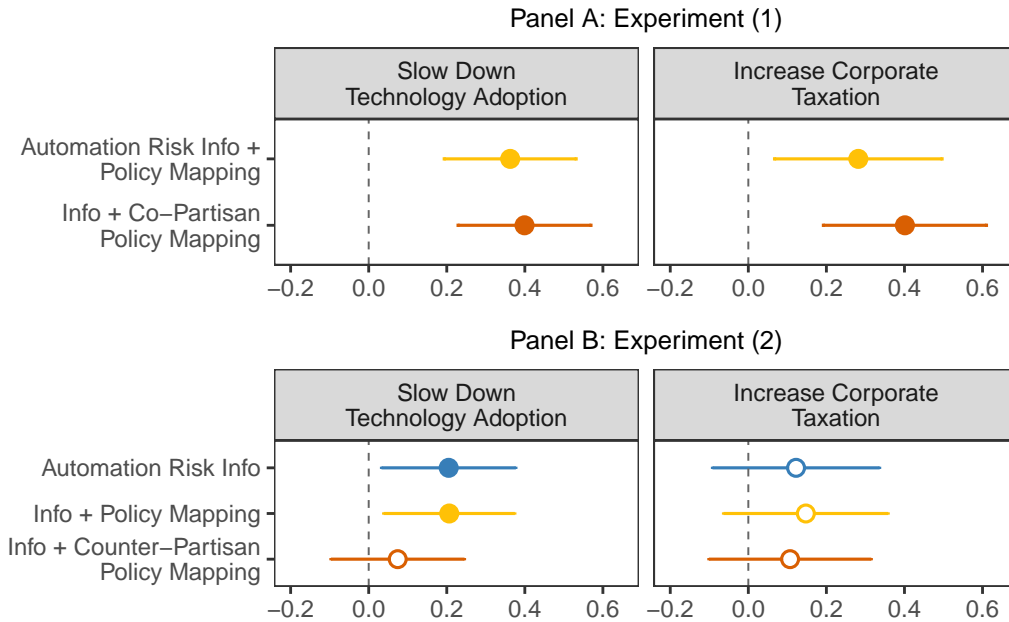 Panel A: Experiment (1)
Slow Down
Technology Adoption
Increase Corporate
Taxation
Automation Risk Info +
Policy Mapping
Info + Co−Partisan
Policy Mapping
−0.2 0.0 0.2 0.4 0.6
−0.2 0.0 0.2 0.4 0.6
Panel B: Experiment (2)
Slow Down
Technology Adoption
Increase Corporate
Taxation
Automation Risk Info
Info + Policy Mapping
Info + Counter−Partisan
Policy Mapping
−0.2 0.0 0.2 0.4 0.6
−0.2 0.0 0.2 0.4 0.6